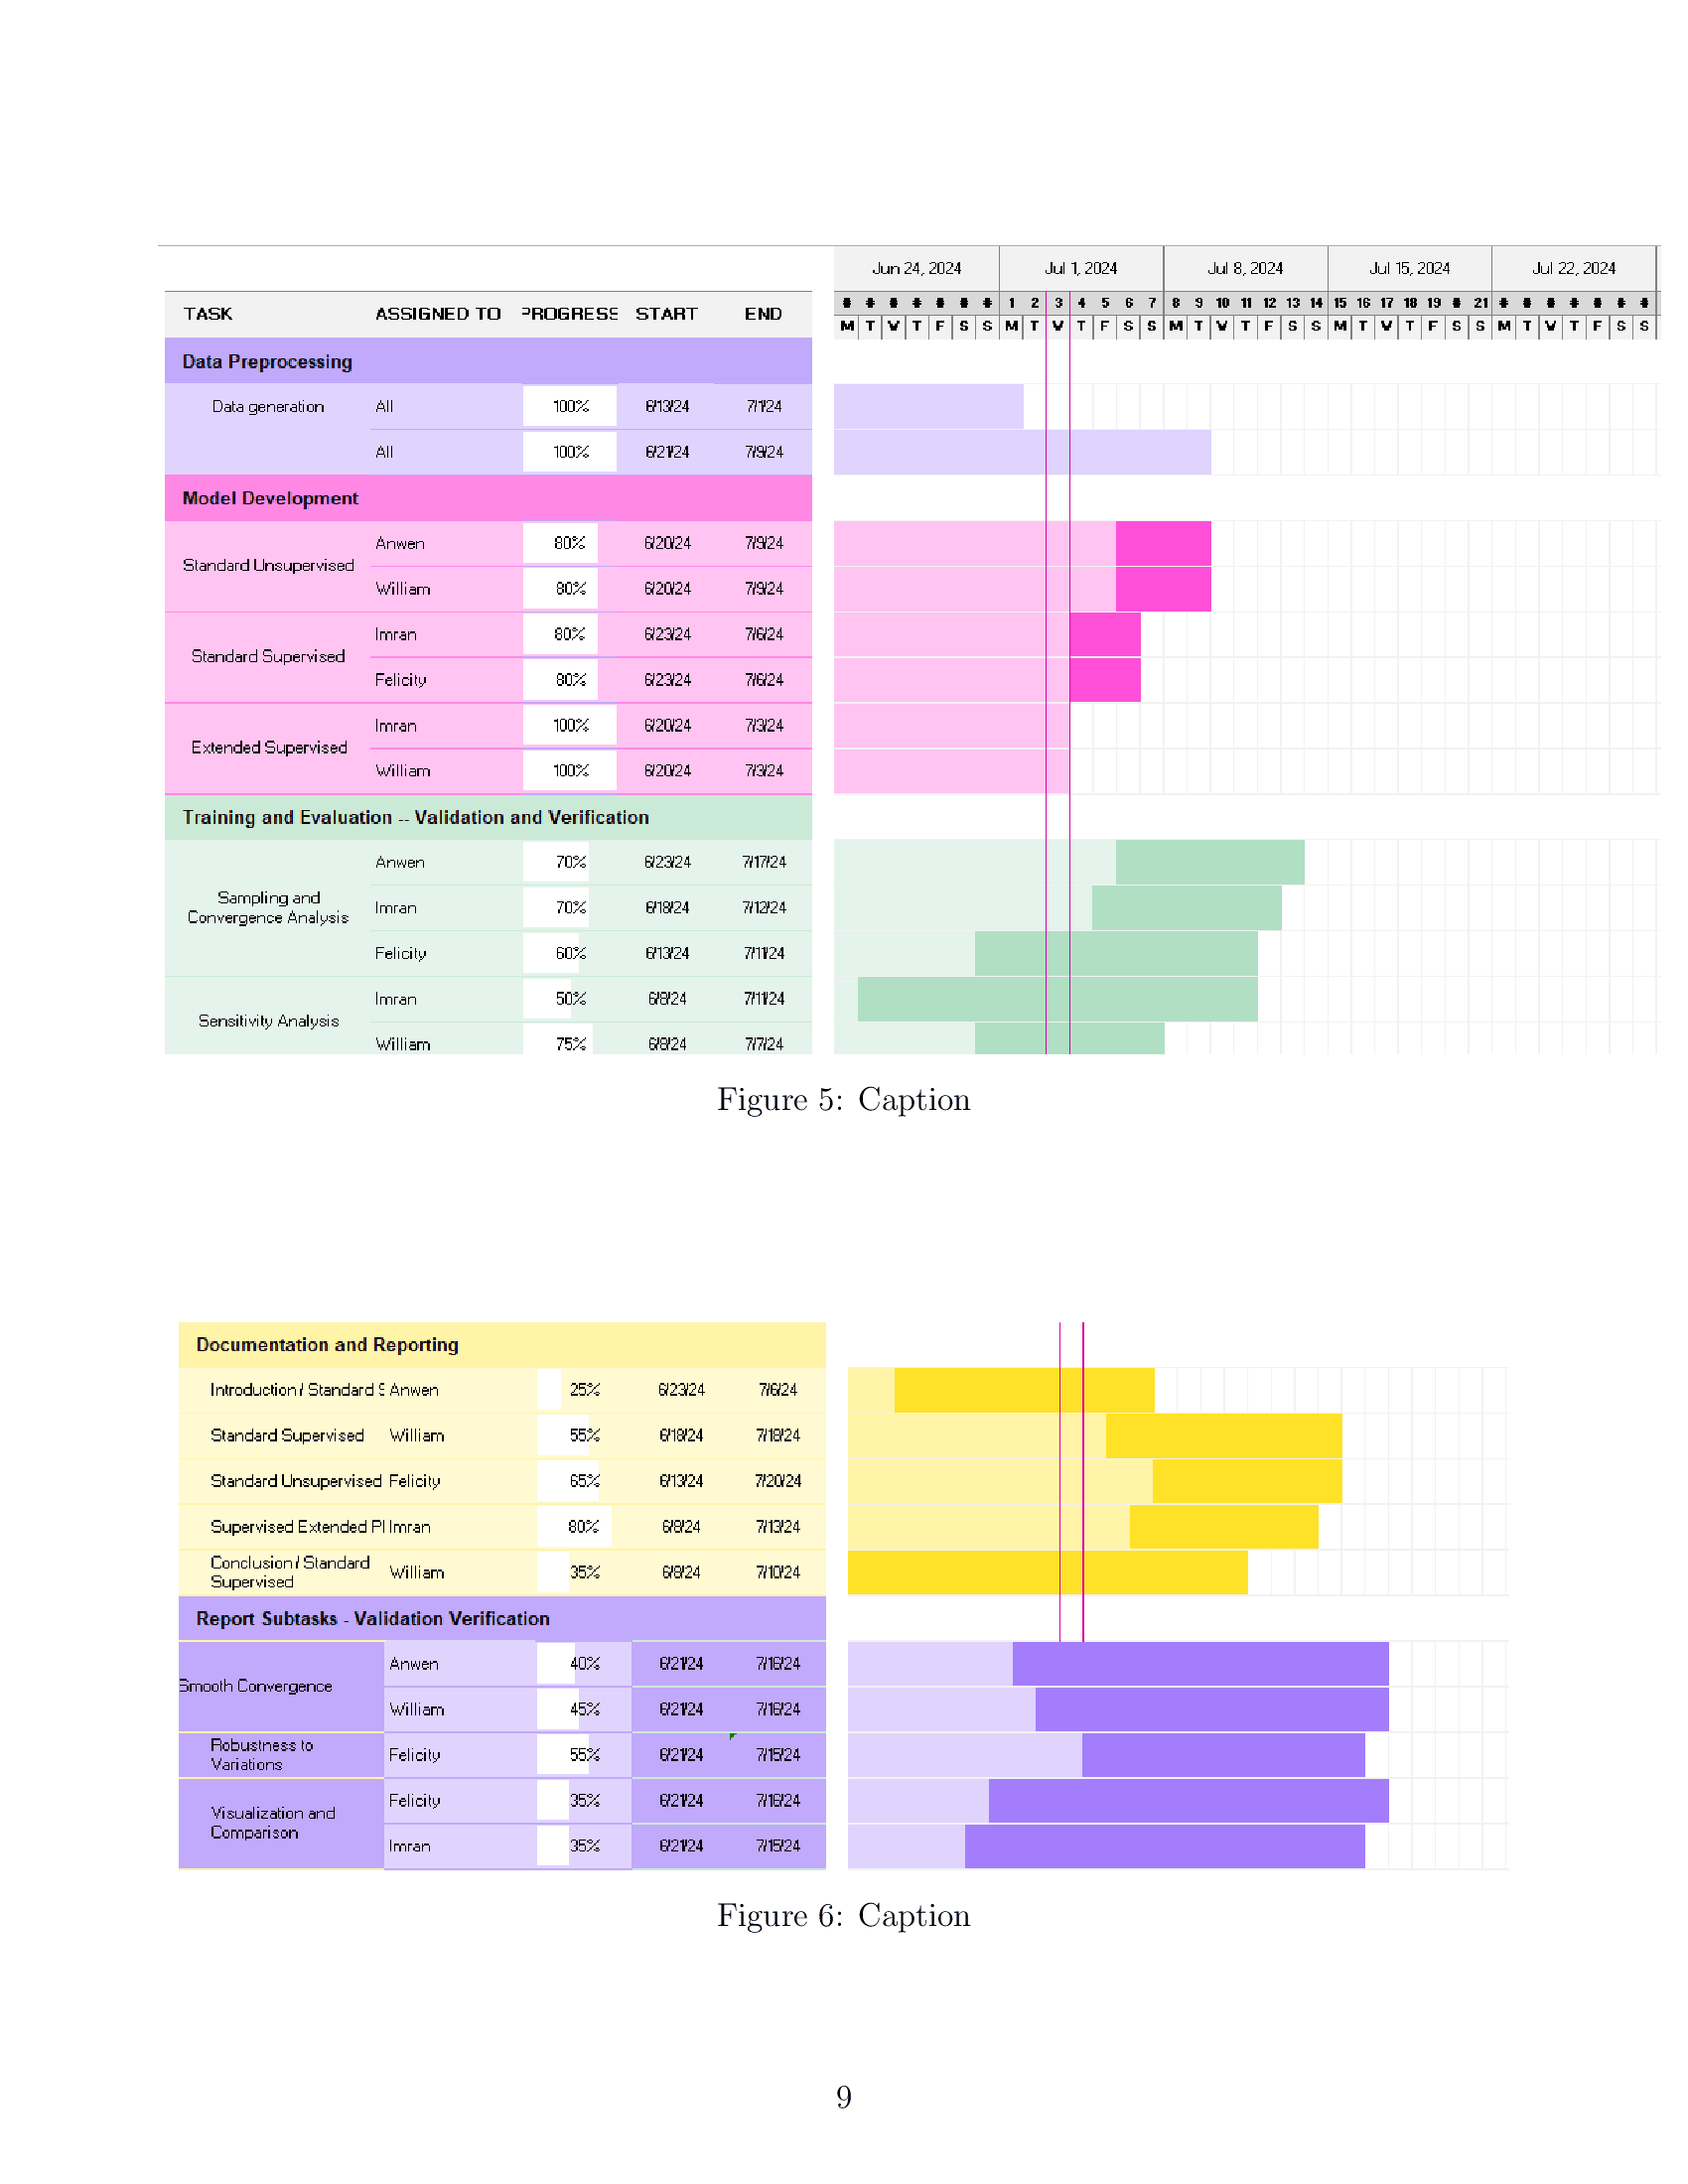 Jun 24, 2024 Jul 1, 2024 Jul 8, 2024 Jul 15, 2024 Jul 22, 2024
TASK ASSIGNED TO PROGRESS START END # # # # # # # 1 2 3 4 5 6 7 8 9 10 11 12 13 14 15 16 17 18 19 # 21 # # # # # # #
M T W T F S S M T W T F S S M T W T F S S M T W T F S S M T W T F S S
Data Preprocessing
Data generation All 100% 6/13/24 7/1/24
All 100% 6/21/24 7/9/24
Model Development
Standard Unsupervised
Anwen 80% 6/20/24 7/9/24
William 80% 6/20/24 7/9/24
Standard Supervised
Imran 80% 6/23/24 7/6/24
Felicity 80% 6/23/24 7/6/24
Extended Supervised
Imran 100% 6/20/24 7/3/24
William 100% 6/20/24 7/3/24
Training and Evaluation -- Validation and Verification
Sampling and
Convergence Analysis
Anwen 70% 6/23/24 7/17/24
Imran 70% 6/18/24 7/12/24
Felicity 60% 6/13/24 7/11/24
Sensitivity Analysis
Imran 50% 6/8/24 7/11/24
William 75% 6/8/24 7/7/24
Figure 5: Caption
Documentation and Reporting
Introduction / Standard S Anwen 25% 6/23/24 7/6/24
Standard Supervised William 55% 6/18/24 7/18/24
Standard Unsupervised Felicity 65% 6/13/24 7/20/24
Supervised Extended Pl Imran 80% 6/8/24 7/13/24
Conclusion / Standard
Supervised William 35% 6/8/24 7/10/24
Report Subtasks - Validation Verification
Smooth Convergence
Anwen 40% 6/21/24 7/16/24
William 45% 6/21/24 7/16/24
Robustness to
Variations
Felicity 55% 6/21/24 7/15/24
Visualization and
Comparison
Felicity 35% 6/21/24 7/16/24
Imran 35% 6/21/24 7/15/24
Figure 6: Caption
9